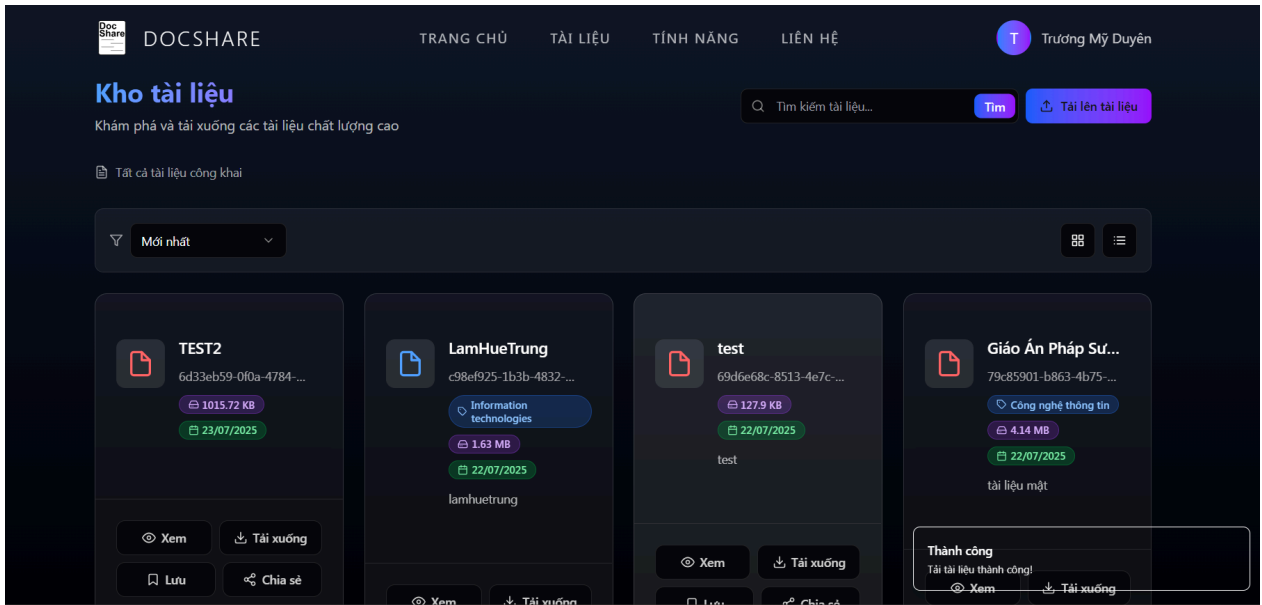 Doc
Share
DOCSHARE
TRANG CHỦ
TÀI LIỆU
TÍNH NĂNG
LIÊN HỆ
T
Trương Mỹ Duyên
Kho tài liệu
Khám phá và tải xuống các tài liệu chất lượng cao
Tìm kiếm tài liệu...
Tìm
Tải lên tài liệu
Tất cả tài liệu công khai
Mới nhất
TEST2
6d33eb59-0f0a-4784-...
1015.72 KB
23/07/2025
Xem
Tải xuống
Lưu
Chia sẻ
LamHueTrung
c98ef925-1b3b-4832-...
Information
technologies
1.63 MB
22/07/2025
lamhuetrung
Xem
Tải xuống
test
69d6e68c-8513-4e7c-...
127.9 KB
22/07/2025
test
Xem
Tải xuống
Lưu
Chia sẻ
Giáo Án Pháp Sư...
79c85901-b863-4b75-...
Công nghệ thông tin
4.14 MB
22/07/2025
tài liệu mật
Thành công
Tải tài liệu thành công!
Xem
Tải xuống